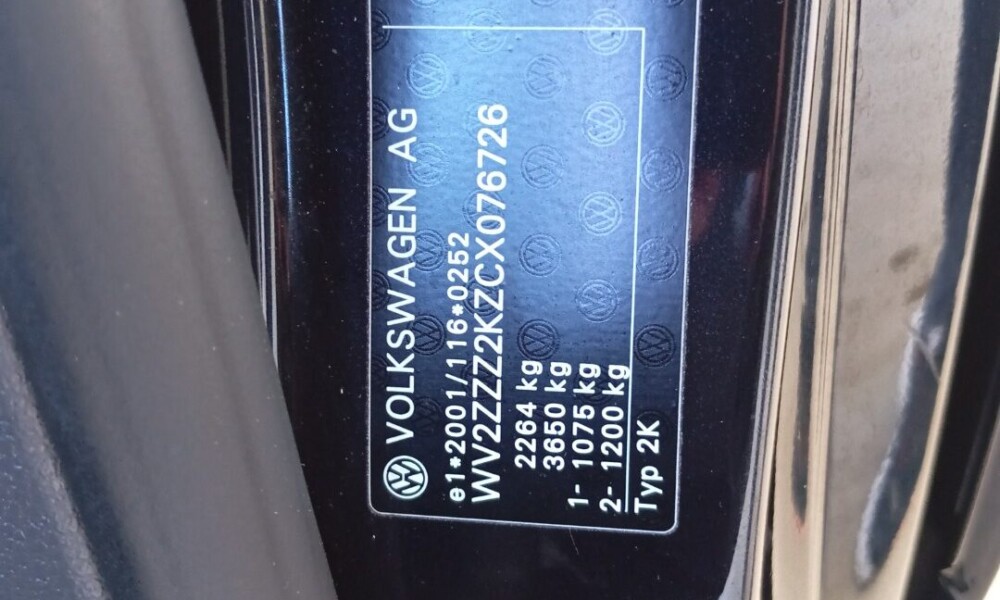 VOLKSWAGEN AG
e1*2001/116*0252
WV2ZZZ2KZCX076726
2264 kg
3650 kg
1- 1075 kg
2- 1200 kg
Typ 2K